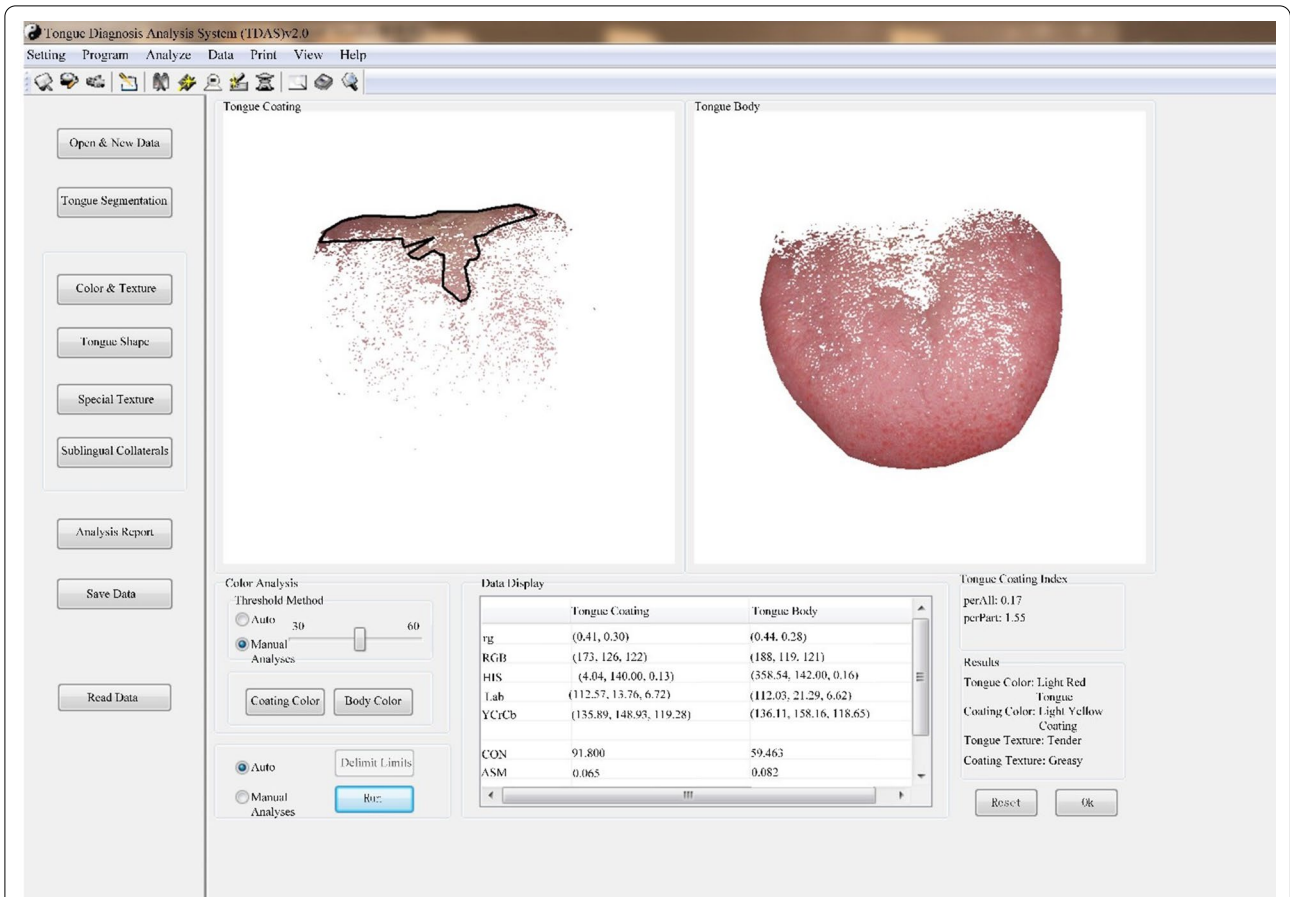 Tongue Diagnosis Analysis System (TDAS)v2.0
Setting Program Analyze Data Print View Help
Tongue Coating
Tongue Body
Open & New Data
Tongue Segmentation
Color & Texture
Tongue Shape
Special Texture
Sublingual Collaterals
Analysis Report
Save Data
Read Data
Color Analysis
Threshold Method
Auto 30 60
Manual
Analyses
Coating Color Body Color
Auto Delimit Limits
Manual Run
Analyses
Data Display
Tongue Coating Tongue Body
rg (0.41, 0.30) (0.44, 0.28)
RGB (173, 126, 122) (188, 119, 121)
HIS (4.04, 140.00, 0.13) (358.54, 142.00, 0.16)
Lab (112.57, 13.76, 6.72) (112.03, 21.29, 6.62)
YCrCb (135.89, 148.93, 119.28) (136.11, 158.16, 118.65)
CON 91.800 59.463
ASM 0.065 0.082
Tongue Coating Index
perAll: 0.17
perPart: 1.55
Results
Tongue Color: Light Red
Tongue
Coating Color: Light Yellow
Coating
Tongue Texture: Tender
Coating Texture: Greasy
Reset Ok